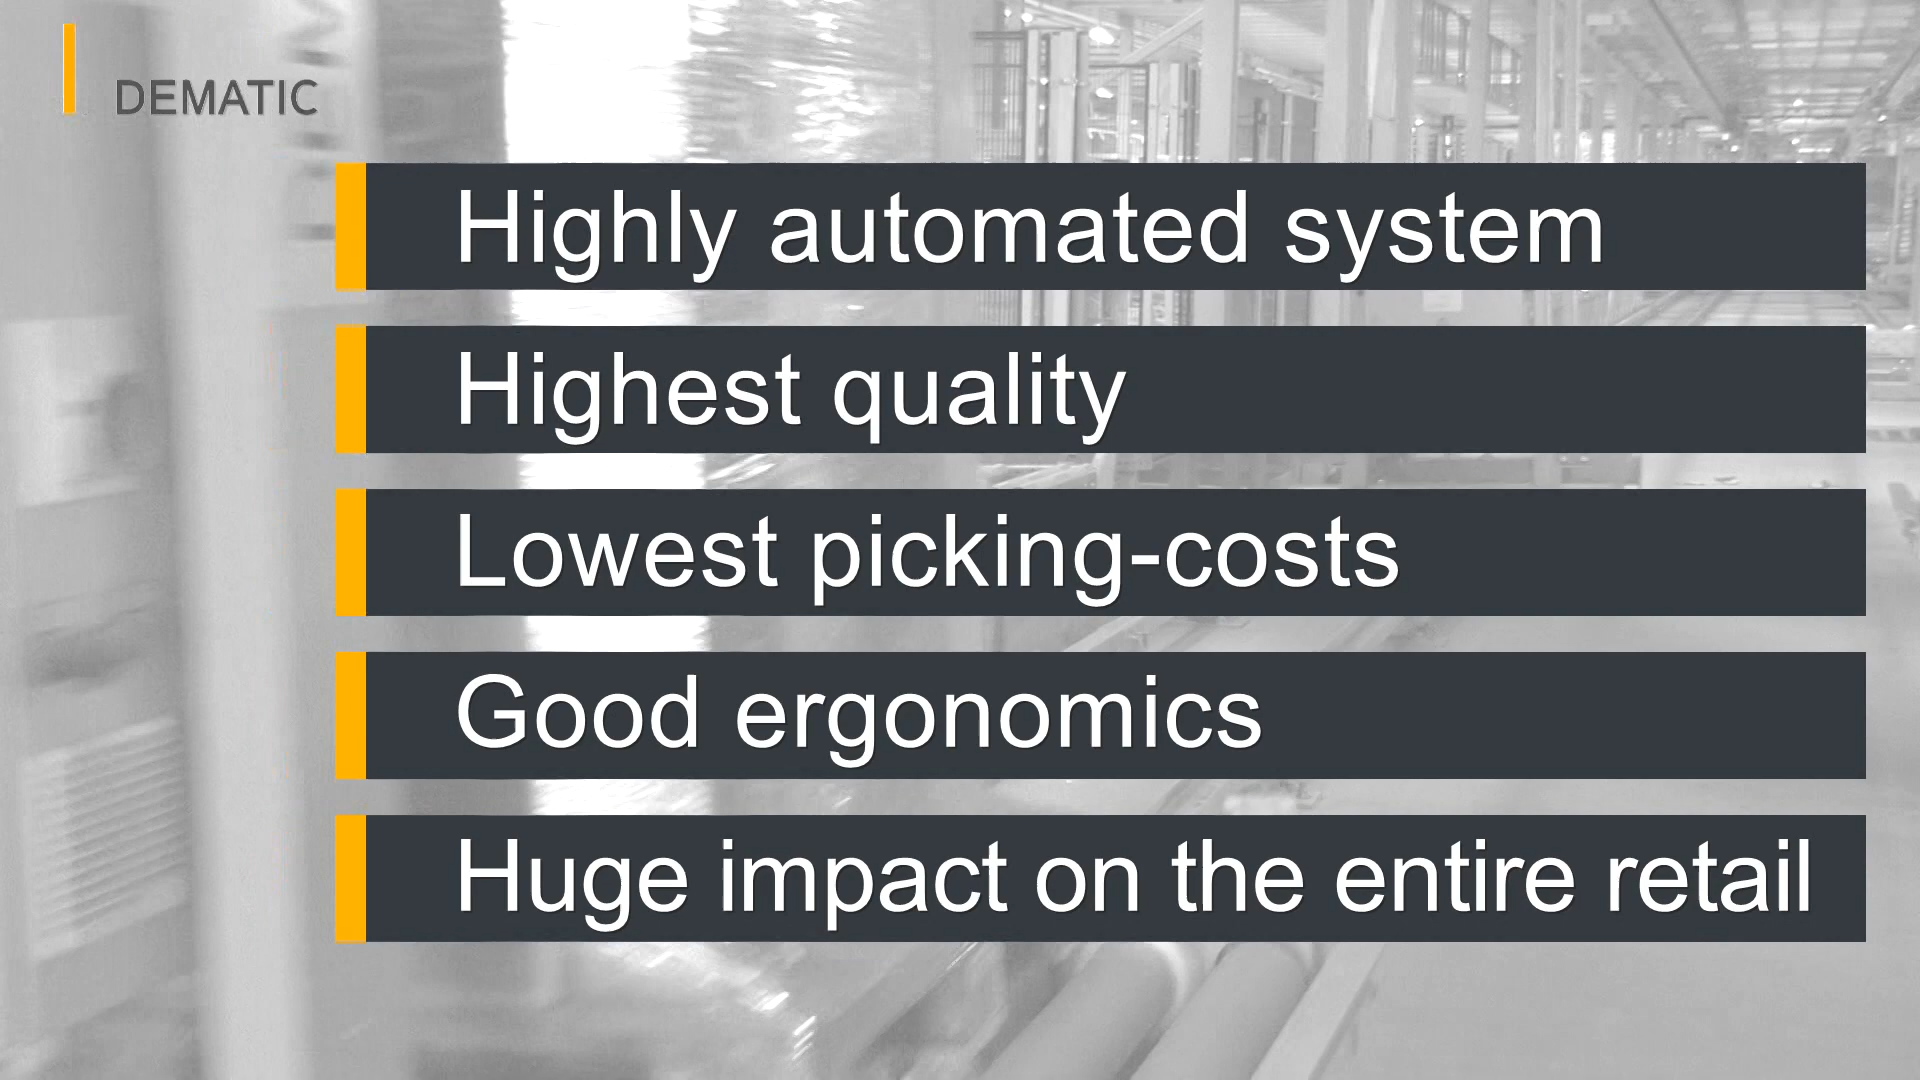 DEMATIC
Highly automated system
Highest quality
Lowest picking-costs
Good ergonomics
Huge impact on the entire retail